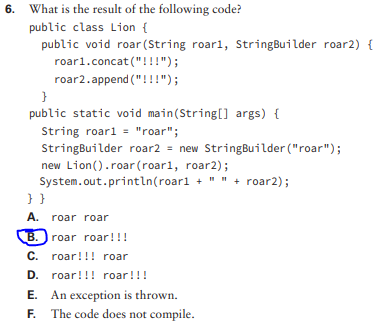 6. What is the result of the following code?
public class Lion {
public void roar(String roar1, StringBuilder roar2) {
roar1.concat("!!!");
roar2.append("!!!");
}
public static void main(String[] args) {
String roar1 = "roar";
StringBuilder roar2 = new StringBuilder("roar");
new Lion().roar(roar1, roar2);
System.out.println(roar1 + " " + roar2);
} }
A. roar roar
B. roar roar!!!
C. roar!!! roar
D. roar!!! roar!!!
E. An exception is thrown.
F. The code does not compile.